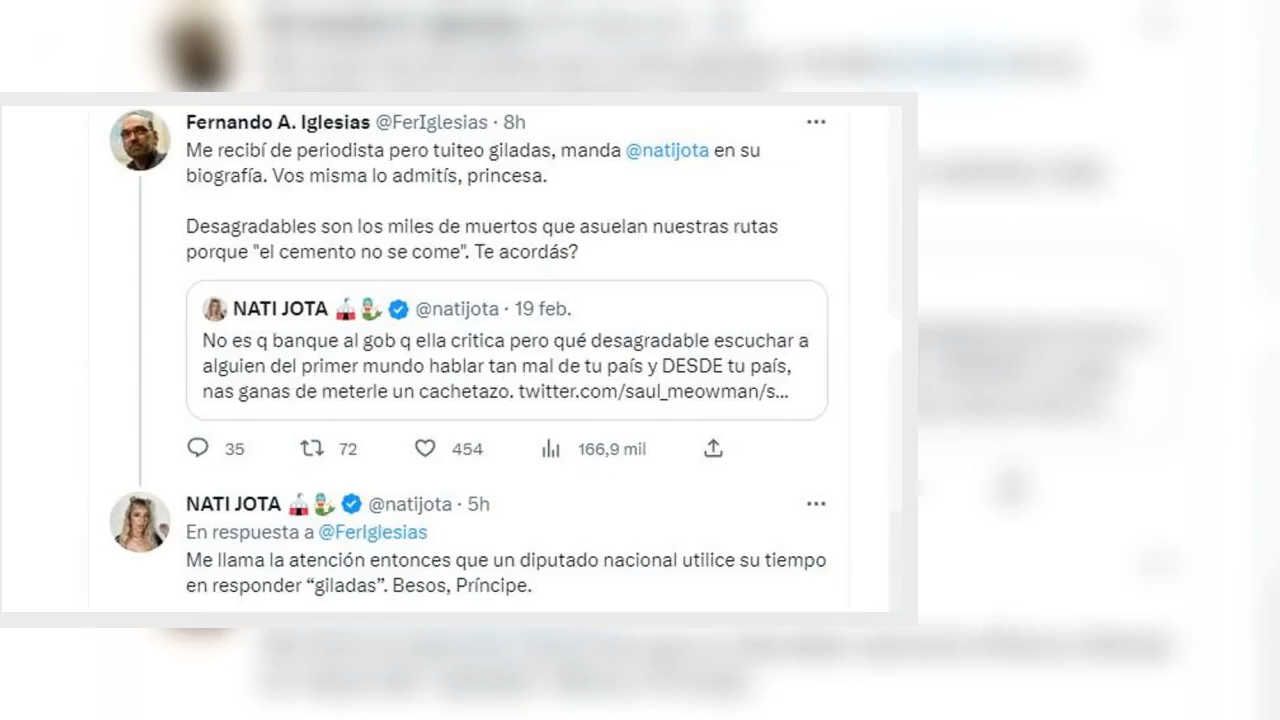 Fernando A. Iglesias @FerIglesias · 8h
Me recibí de periodista pero tuiteo giladas, manda @natijota en su
biografía. Vos misma lo admitís, princesa.
Desagradables son los miles de muertos que asuelan nuestras rutas
porque "el cemento no se come". Te acordás?
NATI JOTA @natijota · 19 feb.
No es q banque al gob q ella critica pero qué desagradable escuchar a
alguien del primer mundo hablar tan mal de tu país y DESDE tu país,
nas ganas de meterle un cachetazo. twitter.com/saul_meowman/s...
35 72 454 166,9 mil
NATI JOTA @natijota · 5h
En respuesta a @FerIglesias
Me llama la atención entonces que un diputado nacional utilice su tiempo
en responder “giladas”. Besos, Príncipe.